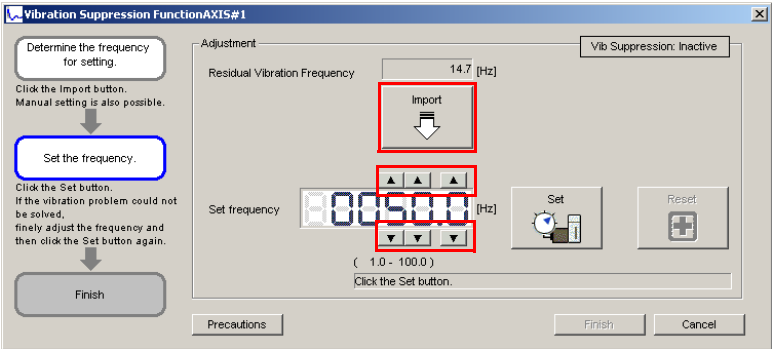 Vibration Suppression FunctionAXIS#1
Determine the frequency
for setting.
Click the Import button.
Manual setting is also possible.
Set the frequency.
Click the Set button.
If the vibration problem could not
be solved,
finely adjust the frequency and
then click the Set button again.
Finish
Adjustment
Vib Suppression: Inactive
Residual Vibration Frequency
14.7 [Hz]
Import
Set frequency
0050.0 [Hz]
( 1.0 - 100.0 )
Click the Set button.
Set
Reset
Precautions
Finish
Cancel